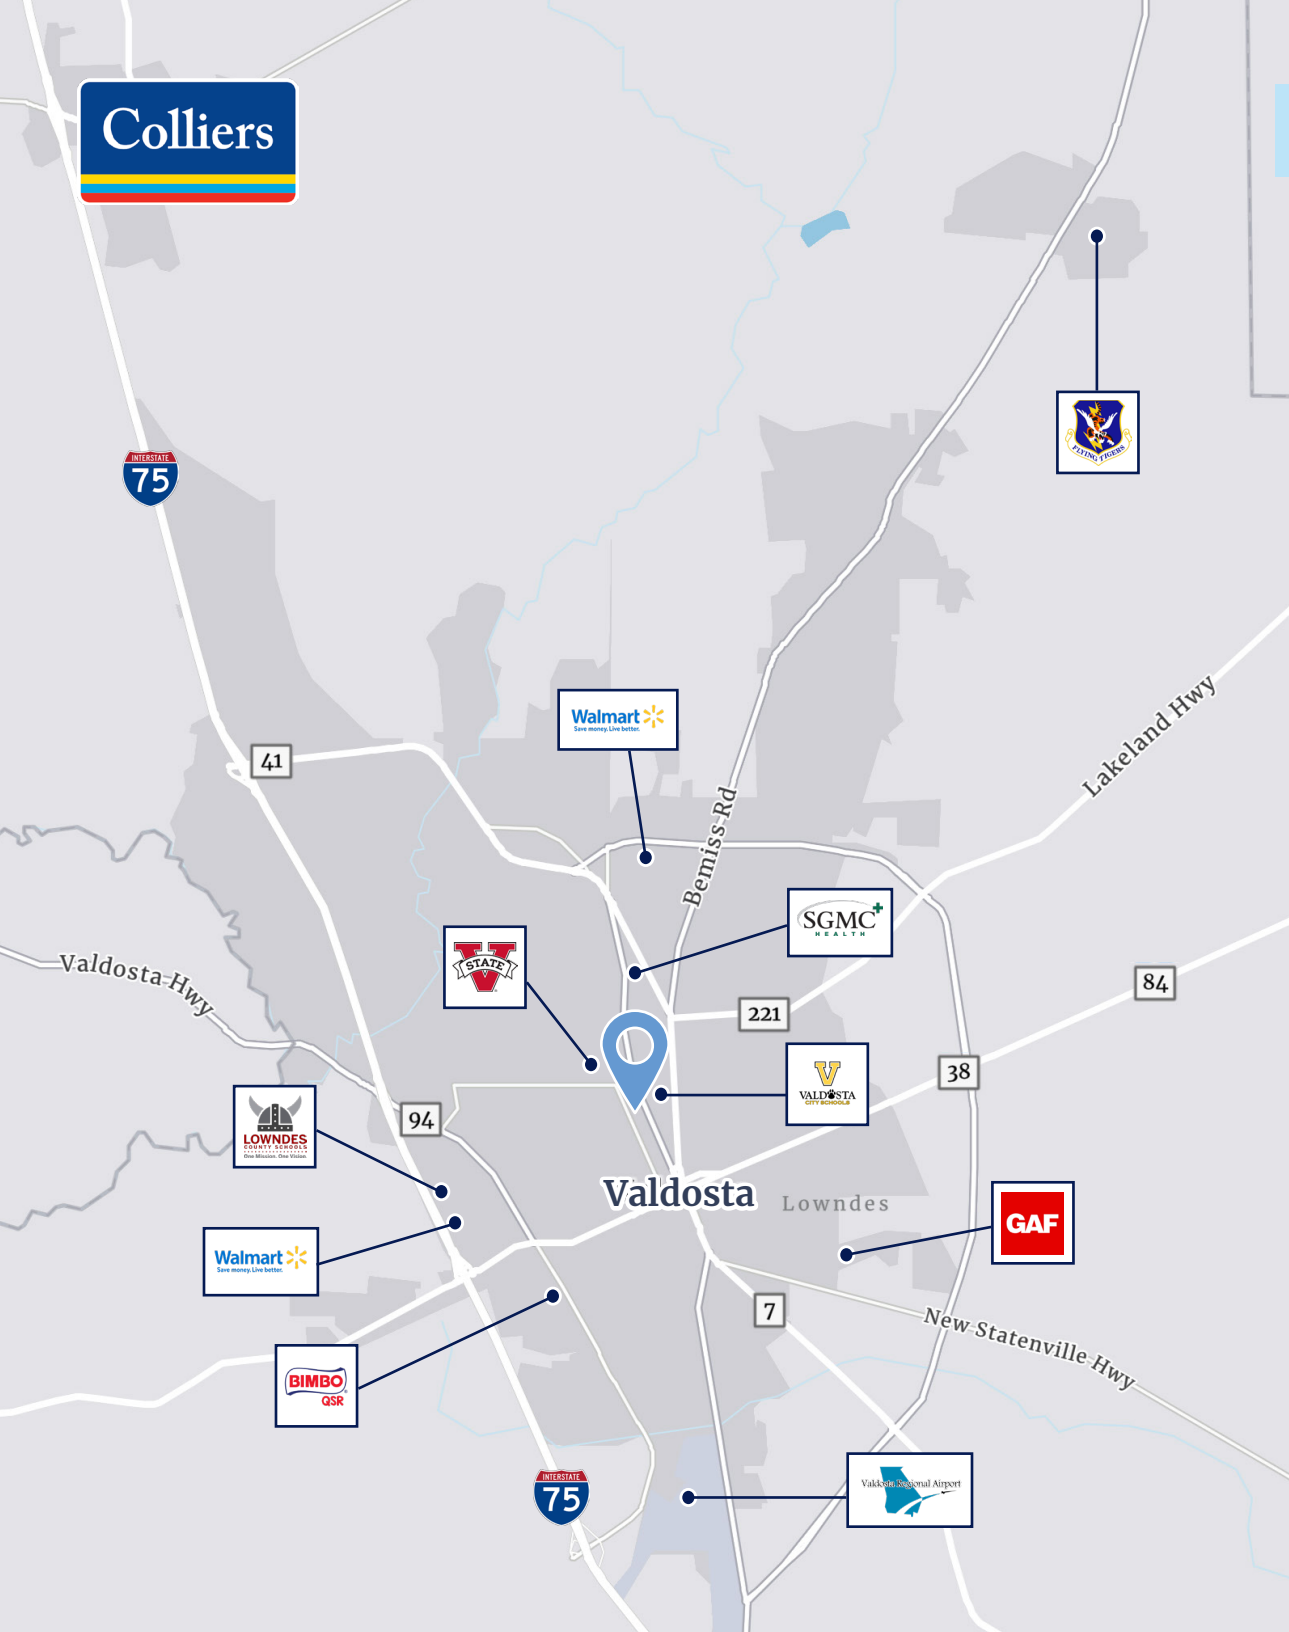 Colliers
FLYING TIGERS
INTERSTATE
75
Walmart
Save money. Live better.
41
Lakeland Hwy
Bemiss Rd
SGMC
HEALTH
V
STATE
Valdosta Hwy
84
221
38
V
VALDOSTA
CITY SCHOOLS
94
LOWNDES
COUNTY SCHOOLS
One Mission. One Vision.
Valdosta
Lowndes
GAF
Walmart
Save money. Live better.
7
New Statenville Hwy
BIMBO
QSR
INTERSTATE
75
Valdosta Regional Airport